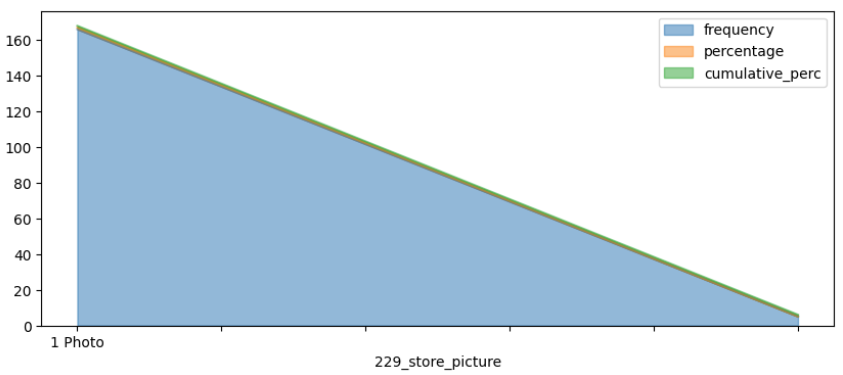 160
140
120
100
80
60
40
20
0
frequency
percentage
cumulative_perc
1 Photo
229_store_picture